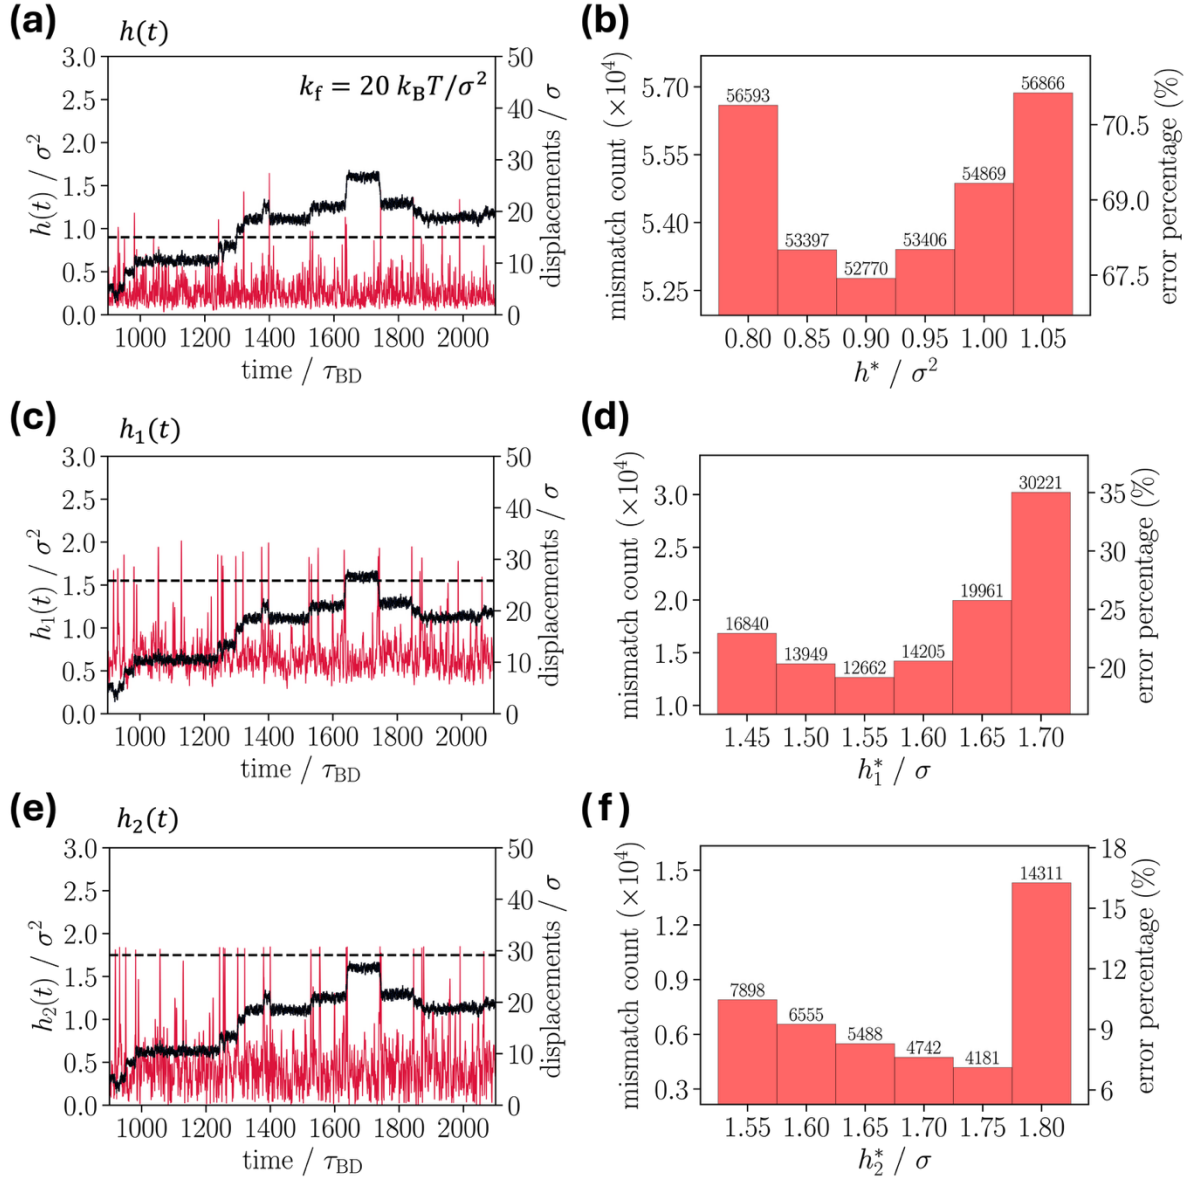 (a)
h(t)
k_f = 20 k_BT/σ²
3.0
2.5
2.0
1.5
1.0
0.5
0.0
h(t) / σ²
50
40
30
20
10
0
displacements / σ
1000 1200 1400 1600 1800 2000
time / τ_BD
(b)
mismatch count (×10⁴)
5.70
5.55
5.40
5.25
56593
53397
52770
53406
54869
56866
70.5
69.0
67.5
error percentage (%)
0.80 0.85 0.90 0.95 1.00 1.05
h* / σ²
(c)
h₁(t)
3.0
2.5
2.0
1.5
1.0
0.5
0.0
h₁(t) / σ²
50
40
30
20
10
0
displacements / σ
1000 1200 1400 1600 1800 2000
time / τ_BD
(d)
mismatch count (×10⁴)
3.0
2.5
2.0
1.5
1.0
16840
13949
12662
14205
19961
30221
35
30
25
20
error percentage (%)
1.45 1.50 1.55 1.60 1.65 1.70
h₁* / σ
(e)
h₂(t)
3.0
2.5
2.0
1.5
1.0
0.5
0.0
h₂(t) / σ²
50
40
30
20
10
0
displacements / σ
1000 1200 1400 1600 1800 2000
time / τ_BD
(f)
mismatch count (×10⁴)
1.5
1.2
0.9
0.6
0.3
7898
6555
5488
4742
4181
14311
18
15
12
9
6
error percentage (%)
1.55 1.60 1.65 1.70 1.75 1.80
h₂* / σ